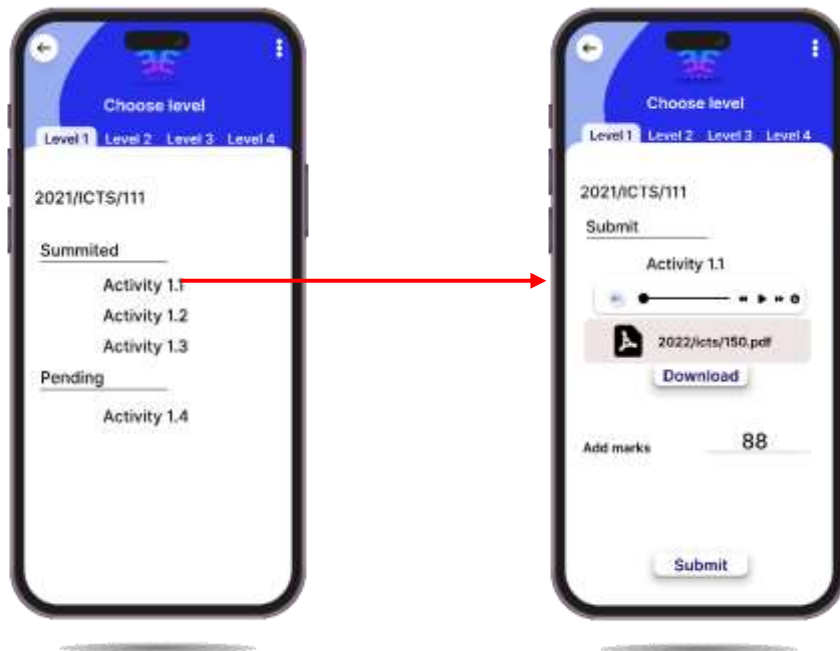 Choose level
Level 1 Level 2 Level 3 Level 4
2021/ICTS/111
Summited
Activity 1.1
Activity 1.2
Activity 1.3
Pending
Activity 1.4
Choose level
Level 1 Level 2 Level 3 Level 4
2021/ICTS/111
Submit
Activity 1.1
2022/icts/150.pdf
Download
Add marks 88
Submit